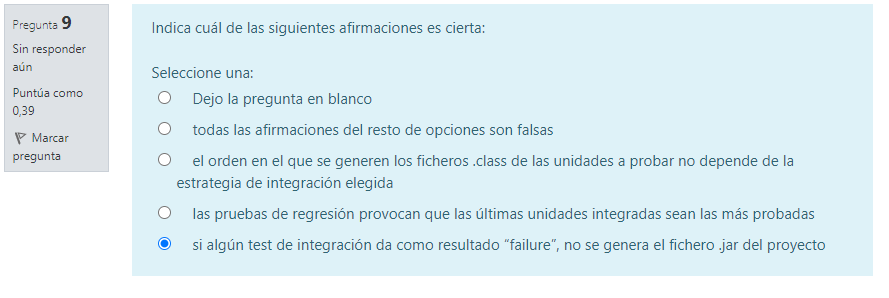 Pregunta 9
Sin responder
aún
Puntúa como
0,39
Marcar
pregunta
Indica cuál de las siguientes afirmaciones es cierta:
Seleccione una:
Dejo la pregunta en blanco
todas las afirmaciones del resto de opciones son falsas
el orden en el que se generen los ficheros .class de las unidades a probar no depende de la
estrategia de integración elegida
las pruebas de regresión provocan que las últimas unidades integradas sean las más probadas
si algún test de integración da como resultado “failure”, no se genera el fichero .jar del proyecto